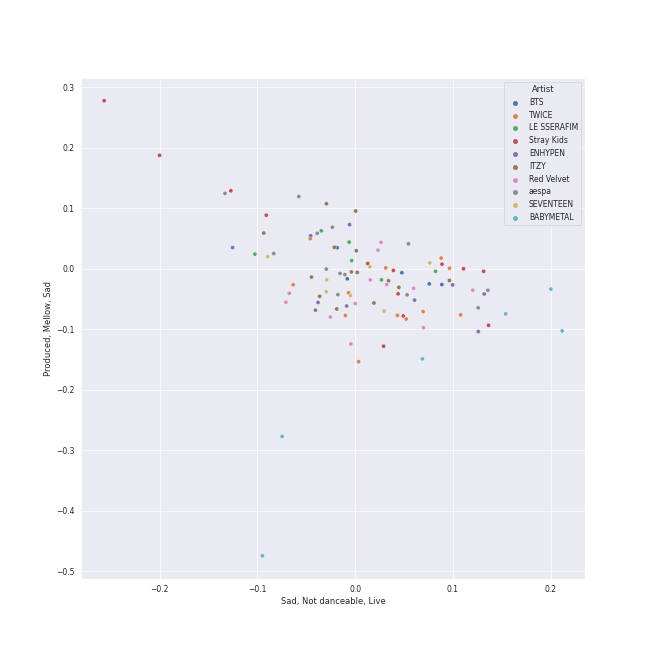 Artist
BTS
TWICE
LE SSERAFIM
Stray Kids
ENHYPEN
ITZY
Red Velvet
aespa
SEVENTEEN
BABYMETAL
Produced, Mellow, Sad
0.3
0.2
0.1
0.0
−0.1
−0.2
−0.3
−0.4
−0.5
−0.2 −0.1 0.0 0.1 0.2
Sad, Not danceable, Live